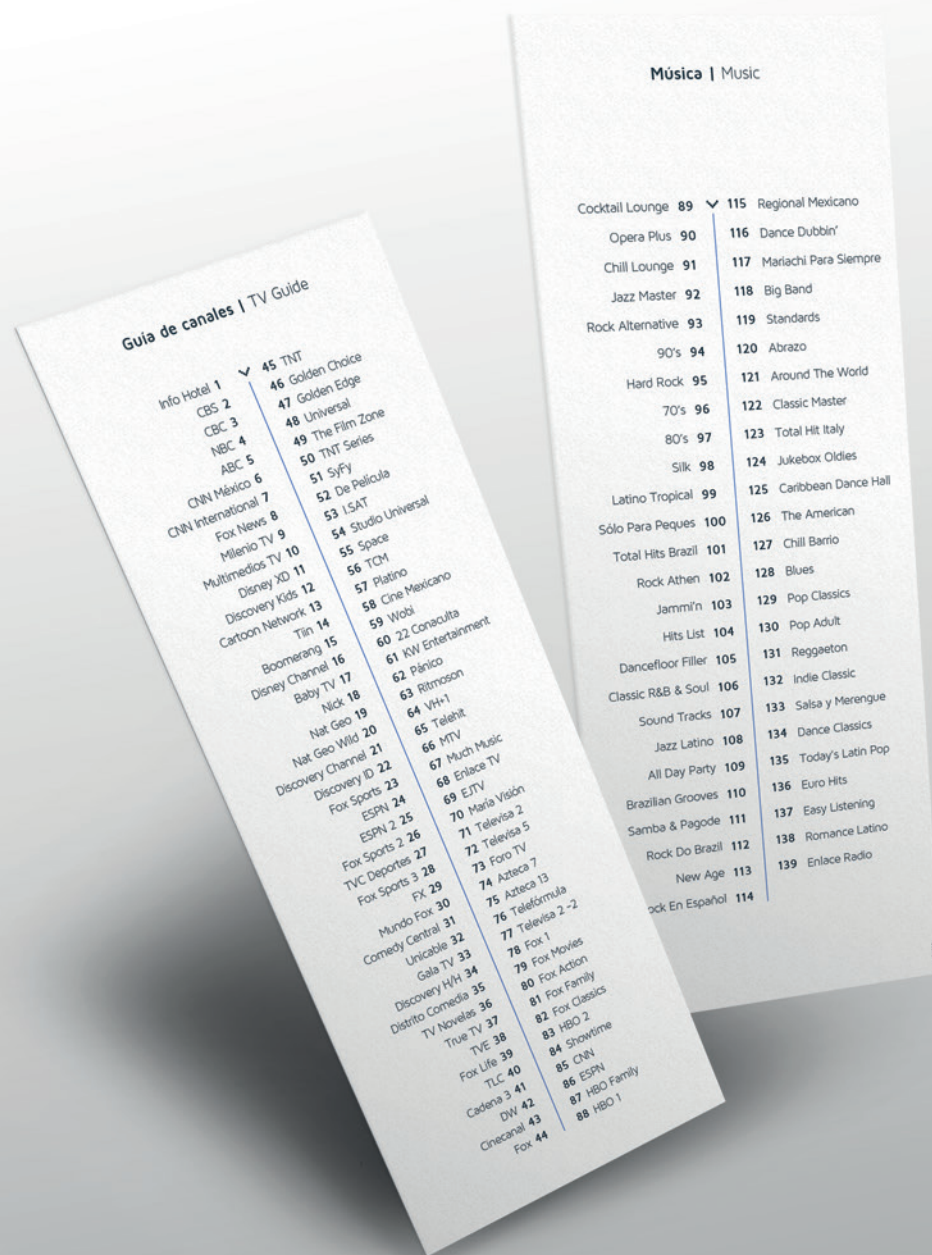 Guía de canales | TV Guide
Info Hotel 1
CBS 2
CBC 3
NBC 4
ABC 5
CNN México 6
CNN International 7
Fox News 8
Milenio TV 9
Multimedios TV 10
Disney XD 11
Discovery Kids 12
Cartoon Network 13
Tiin 14
Boomerang 15
Disney Channel 16
Baby TV 17
Nick 18
Nat Geo 19
Nat Geo Wild 20
Discovery Channel 21
Discovery ID 22
Fox Sports 23
ESPN 24
ESPN 2 25
Fox Sports 2 26
TVC Deportes 27
Fox Sports 3 28
FX 29
Mundo Fox 30
Comedy Central 31
Unicable 32
Gala TV 33
Discovery H/H 34
Distrito Comedia 35
TV Novelas 36
True TV 37
TVE 38
Fox Life 39
TLC 40
Cadena 3 41
DW 42
Cinecanal 43
Fox 44
45 TNT
46 Golden Choice
47 Golden Edge
48 Universal
49 The Film Zone
50 TNT Series
51 SyFy
52 De Película
53 I.SAT
54 Studio Universal
55 Space
56 TCM
57 Platino
58 Cine Mexicano
59 Wobi
60 22 Conaculta
61 KW Entertainment
62 Pánico
63 Ritmoson
64 VH+1
65 Telehit
66 MTV
67 Much Music
68 Enlace TV
69 EJTV
70 María Visión
71 Televisa 2
72 Televisa 5
73 Foro TV
74 Azteca 7
75 Azteca 13
76 Telefórmula
77 Televisa 2 -2
78 Fox 1
79 Fox Movies
80 Fox Action
81 Fox Family
82 Fox Classics
83 HBO 2
84 Showtime
85 CNN
86 ESPN
87 HBO Family
88 HBO 1
Música | Music
Cocktail Lounge 89
Opera Plus 90
Chill Lounge 91
Jazz Master 92
Rock Alternative 93
90's 94
Hard Rock 95
70's 96
80's 97
Silk 98
Latino Tropical 99
Sólo Para Peques 100
Total Hits Brazil 101
Rock Athen 102
Jammi'n 103
Hits List 104
Dancefloor Filler 105
Classic R&B & Soul 106
Sound Tracks 107
Jazz Latino 108
All Day Party 109
Brazilian Grooves 110
Samba & Pagode 111
Rock Do Brazil 112
New Age 113
ock En Español 114
115 Regional Mexicano
116 Dance Dubbin'
117 Mariachi Para Siempre
118 Big Band
119 Standards
120 Abrazo
121 Around The World
122 Classic Master
123 Total Hit Italy
124 Jukebox Oldies
125 Caribbean Dance Hall
126 The American
127 Chill Barrio
128 Blues
129 Pop Classics
130 Pop Adult
131 Reggaeton
132 Indie Classic
133 Salsa y Merengue
134 Dance Classics
135 Today's Latin Pop
136 Euro Hits
137 Easy Listening
138 Romance Latino
139 Enlace Radio